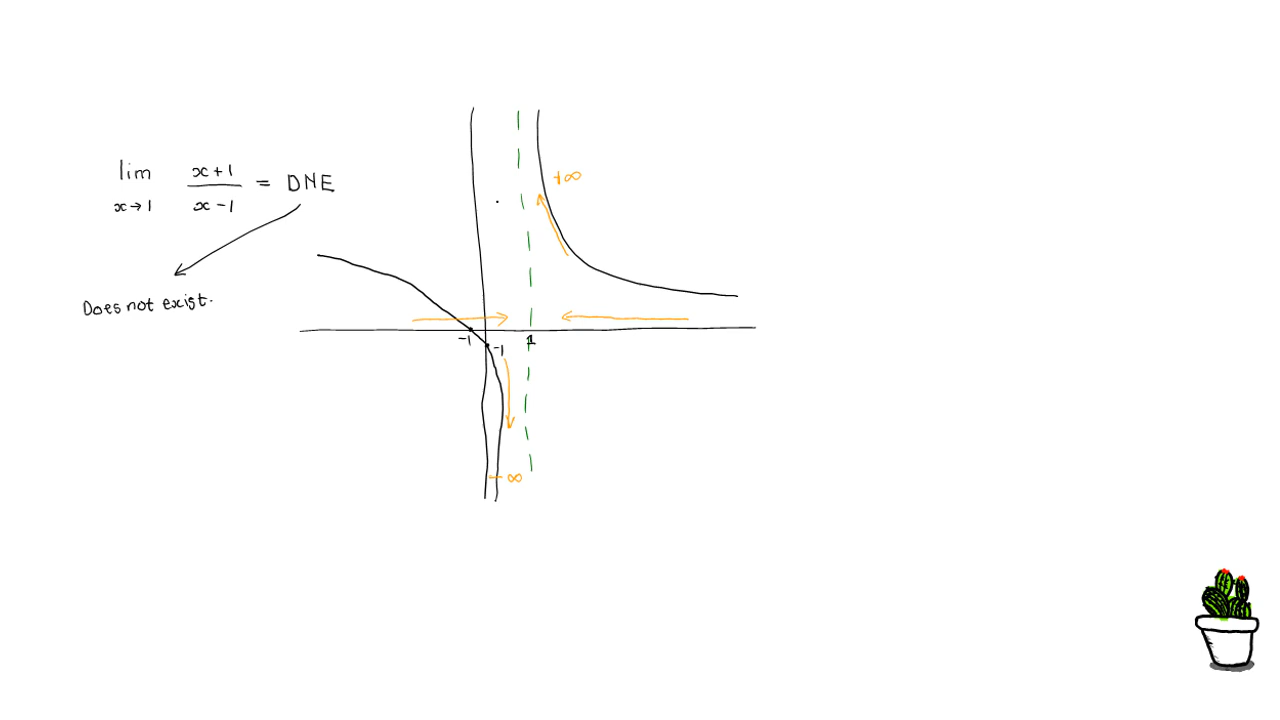 lim x+1 = DNE
x→1 x-1
Does not exist.
+∞
-1 -1 1
-∞